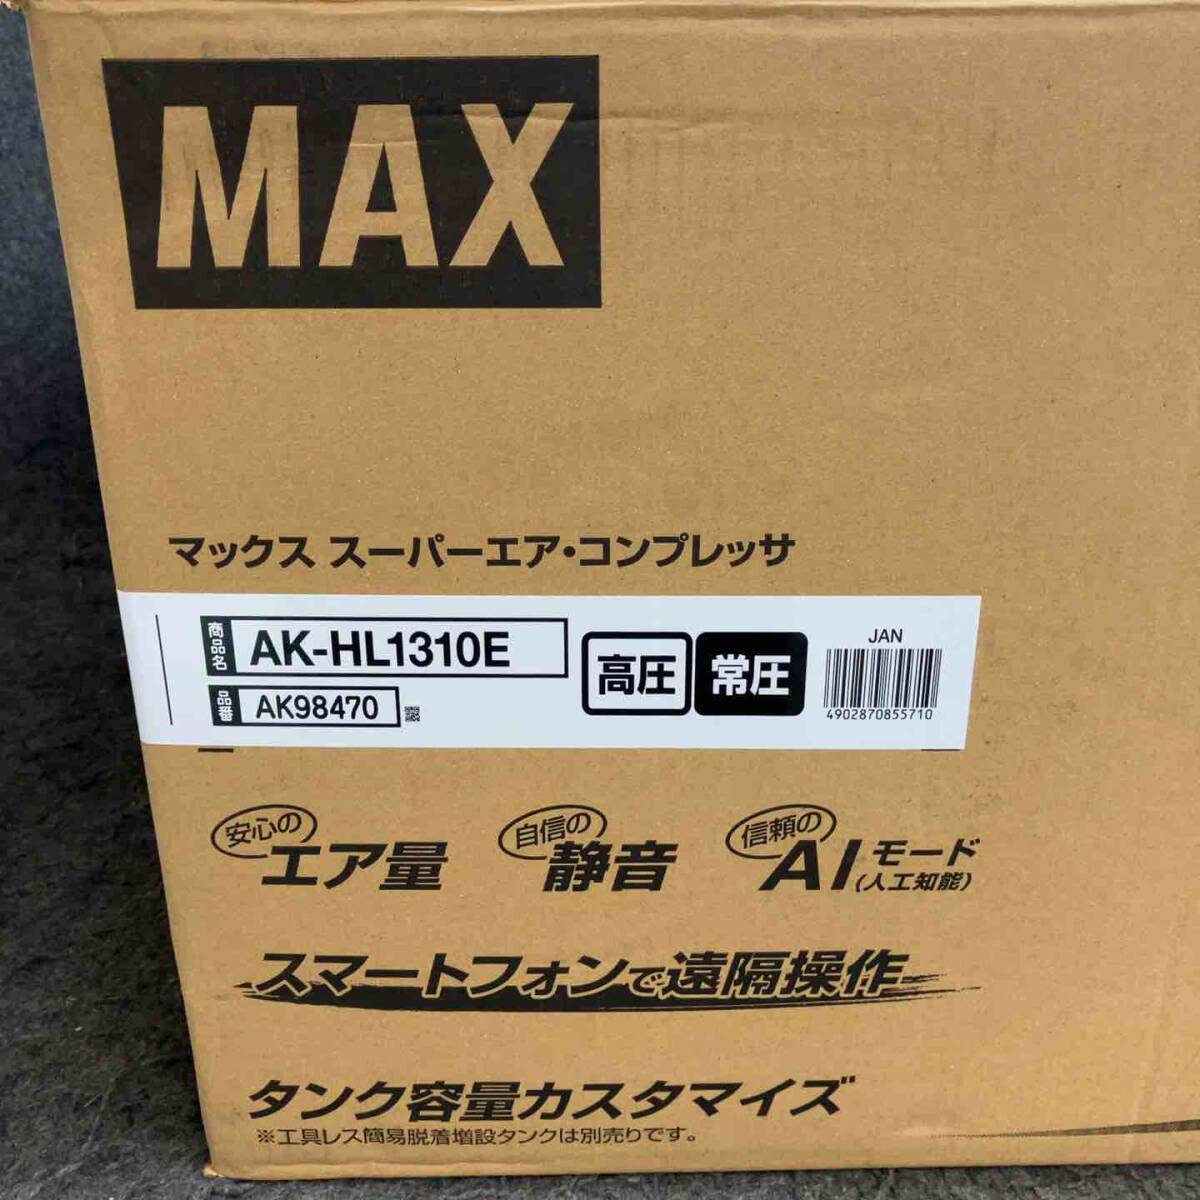 MAX
マックス スーパーエア・コンプレッサ
商品名 AK-HL1310E
品番 AK98470
高圧 常圧
JAN
4902870855710
安心の エア量
自信の 静音
信頼の AIモード(人工知能)
スマートフォンで遠隔操作
タンク容量カスタマイズ
※工具レス簡易脱着増設タンクは別売りです。